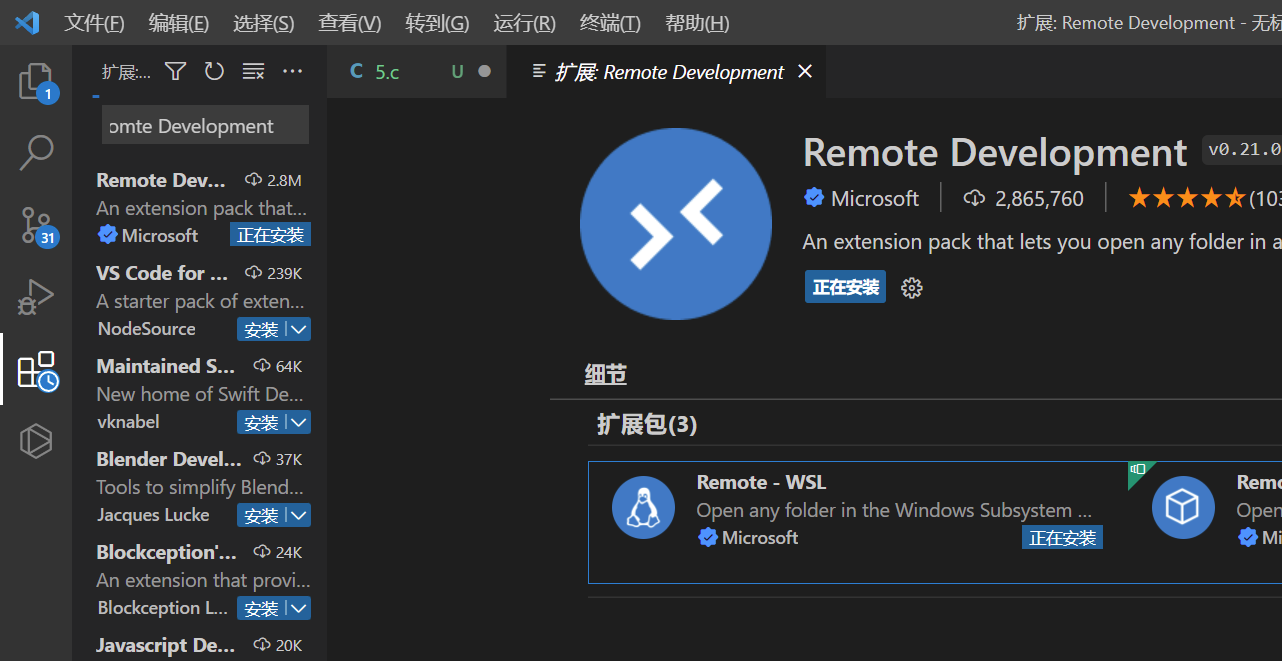 文件(F) 编辑(E) 选择(S) 查看(V) 转到(G) 运行(R) 终端(T) 帮助(H) 扩展: Remote Development - 无标
扩展:...
C 5.c U
扩展: Remote Development
1
omte Development
Remote Dev... 2.8M
An extension pack that...
Microsoft 正在安装
31
VS Code for ... 239K
A starter pack of exten...
NodeSource 安装
Maintained S... 64K
New home of Swift De...
vknabel 安装
Blender Devel... 37K
Tools to simplify Blend...
Jacques Lucke 安装
Blockception'... 24K
An extension that provi...
Blockception L... 安装
Javascript De... 20K
Remote Development v0.21.0
Microsoft 2,865,760 (103
An extension pack that lets you open any folder in a
正在安装
细节
扩展包(3)
Remote - WSL
Open any folder in the Windows Subsystem ...
Microsoft 正在安装
Remo
Open
Mi